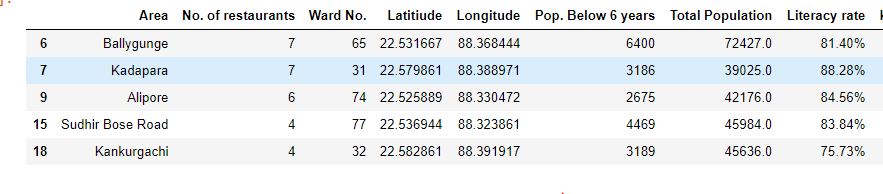 Area No. of restaurants Ward No. Latitiude Longitude Pop. Below 6 years Total Population Literacy rate
6 Ballygunge 7 65 22.531667 88.368444 6400 72427.0 81.40%
7 Kadapara 7 31 22.579861 88.388971 3186 39025.0 88.28%
9 Alipore 6 74 22.525889 88.330472 2675 42176.0 84.56%
15 Sudhir Bose Road 4 77 22.536944 88.323861 4469 45984.0 83.84%
18 Kankurgachi 4 32 22.582861 88.391917 3189 45636.0 75.73%